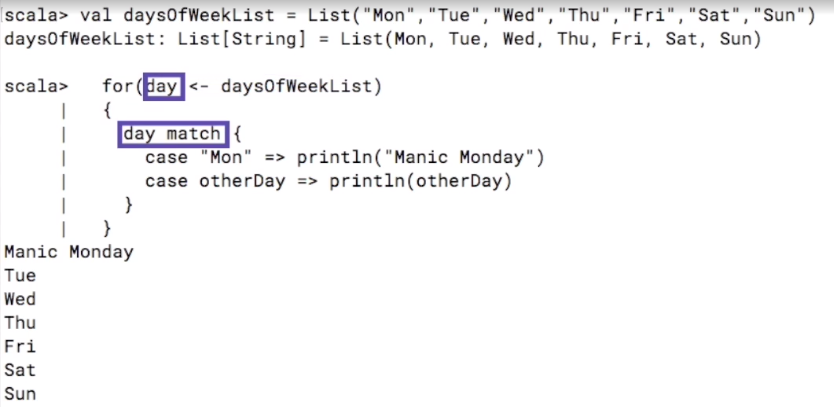 scala> val daysOfWeekList = List("Mon","Tue","Wed","Thu","Fri","Sat","Sun")
daysOfWeekList: List[String] = List(Mon, Tue, Wed, Thu, Fri, Sat, Sun)
scala>   for(day <- daysOfWeekList)
     |   {
     |     day match {
     |       case "Mon" => println("Manic Monday")
     |       case otherDay => println(otherDay)
     |     }
     |   }
Manic Monday
Tue
Wed
Thu
Fri
Sat
Sun